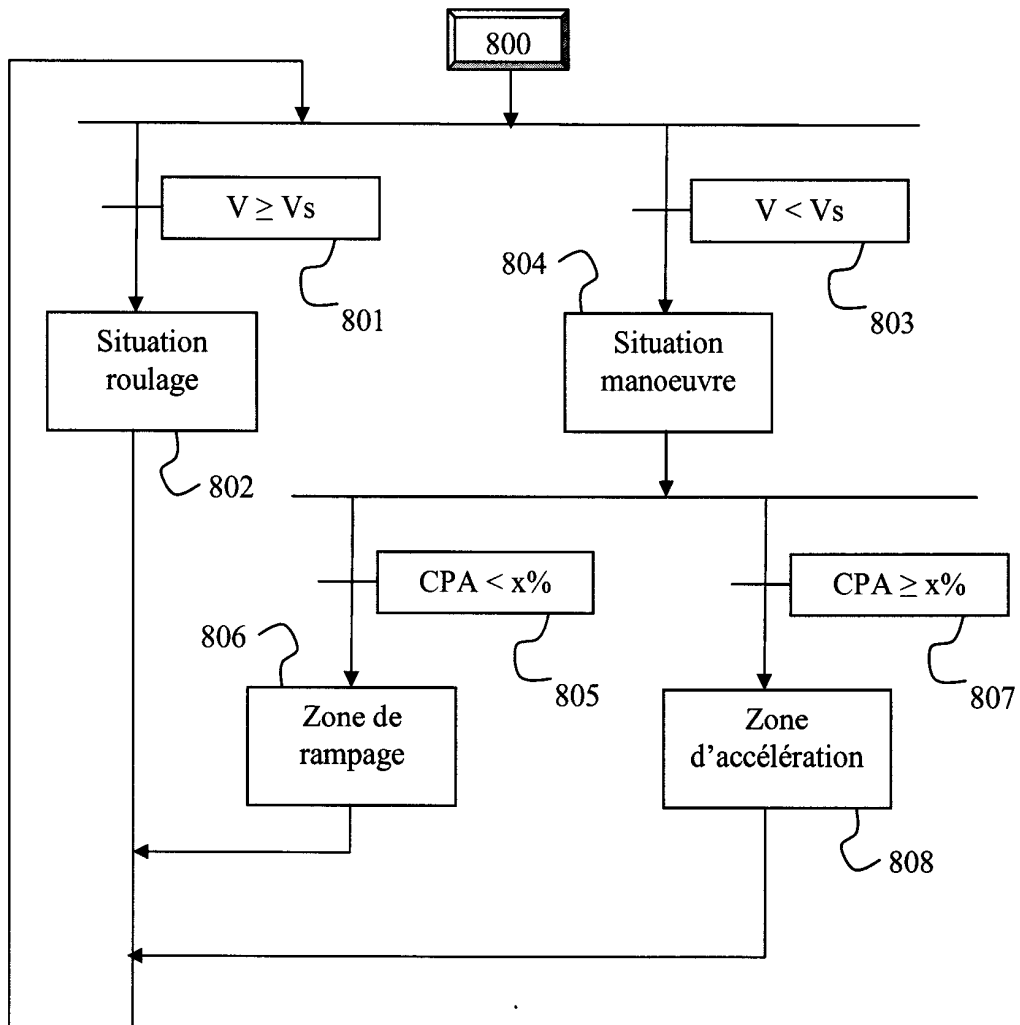 800
V ≥ Vs
V < Vs
801
804
803
Situation
roulage
Situation
manoeuvre
802
CPA < x%
CPA ≥ x%
806
805
807
Zone de
rampage
Zone
d’accélération
808